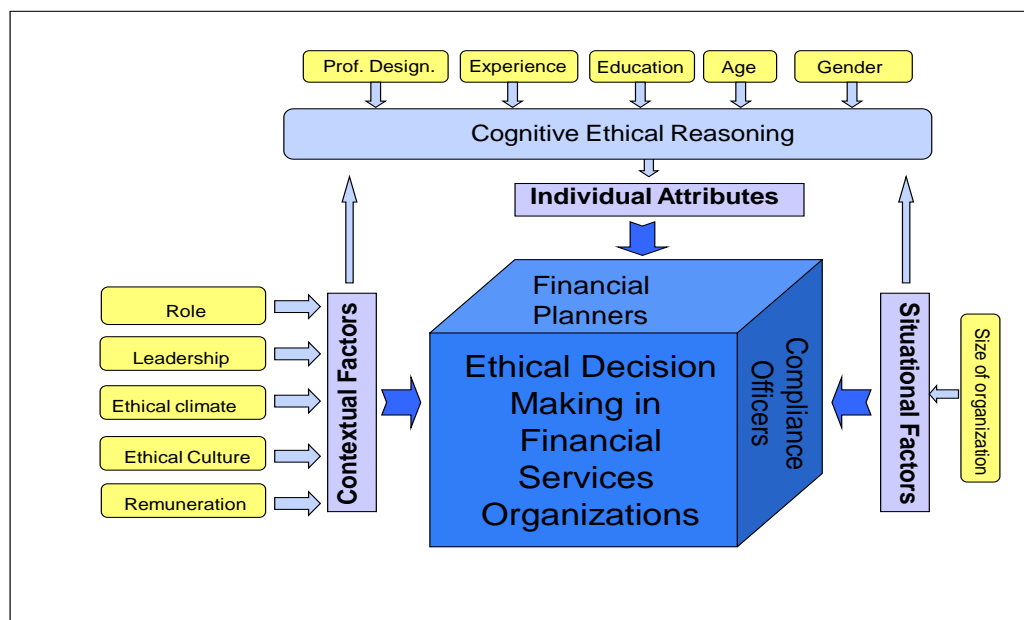 Prof. Design.
Experience
Education
Age
Gender
Cognitive Ethical Reasoning
Individual Attributes
Financial
Planners
Role
Leadership
Ethical climate
Ethical Culture
Remuneration
Contextual Factors
Ethical Decision
Making in
Financial
Services
Organizations
Compliance
Officers
Situational Factors
Size of organization